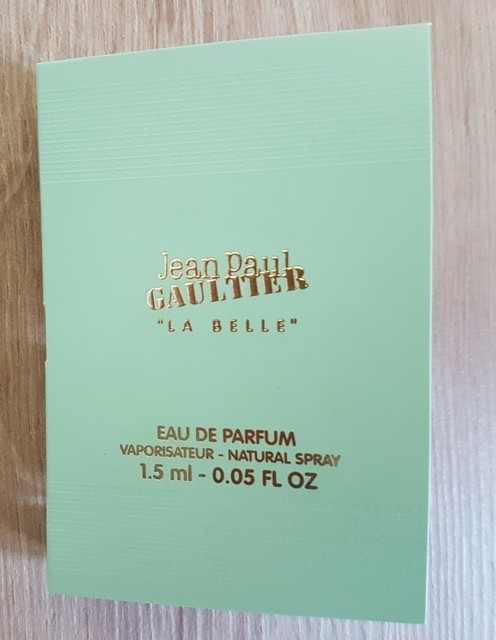 Jean Paul
GAULTIER
"LA BELLE"
EAU DE PARFUM
VAPORISATEUR - NATURAL SPRAY
1.5 ml - 0.05 FL OZ